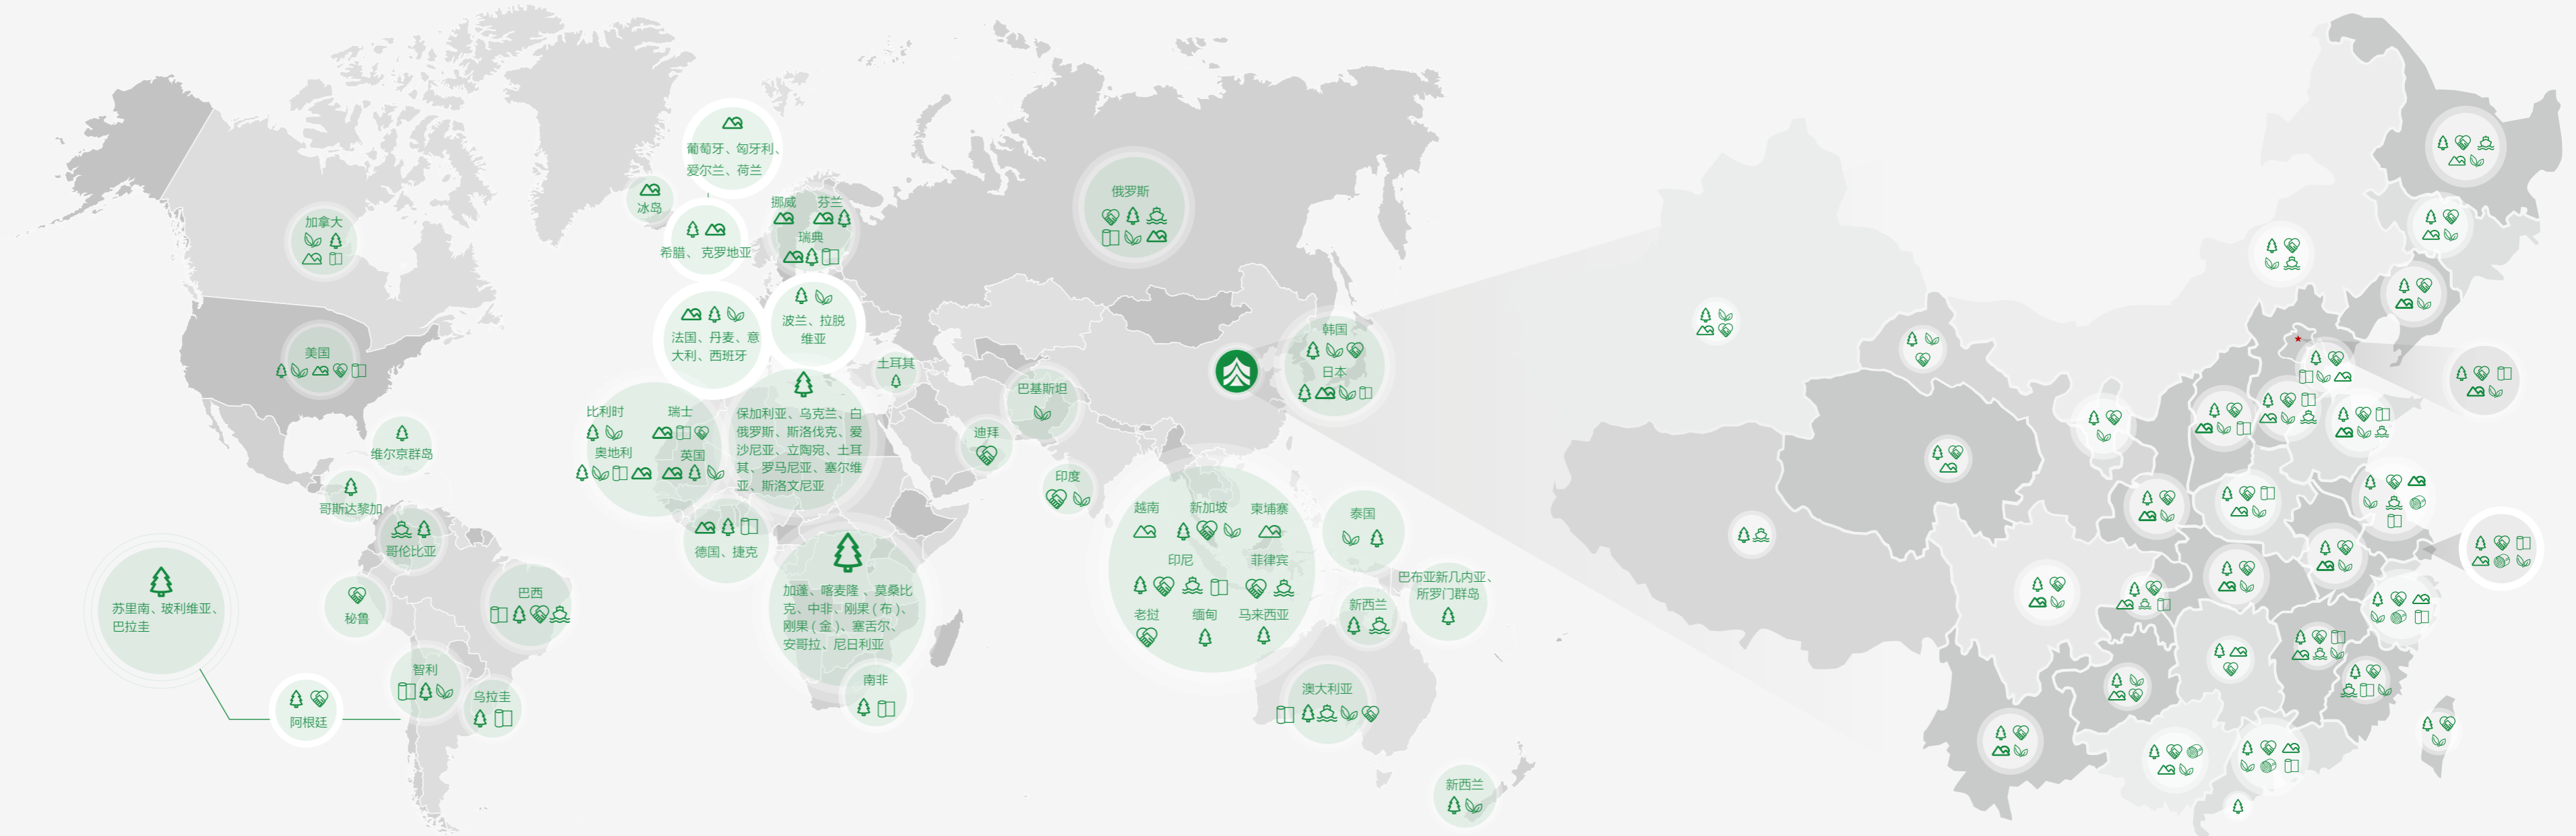 葡萄牙、匈牙利、
爱尔兰、荷兰
冰岛
希腊、克罗地亚
挪威
芬兰
瑞典
俄罗斯
加拿大
美国
法国、丹麦、意
大利、西班牙
波兰、拉脱
维亚
土耳其
韩国
日本
巴基斯坦
迪拜
印度
维尔京群岛
哥斯达黎加
哥伦比亚
比利时
瑞士
奥地利
英国
保加利亚、乌克兰、白
俄罗斯、斯洛伐克、爱
沙尼亚、立陶宛、土耳
其、罗马尼亚、塞尔维
亚、斯洛文尼亚
德国、捷克
苏里南、玻利维亚、
巴拉圭
秘鲁
巴西
智利
乌拉圭
阿根廷
加蓬、喀麦隆 、莫桑比
克、中非、刚果 ( 布 ) 、
刚果 ( 金 ) 、塞舌尔、
安哥拉、尼日利亚
南非
越南
新加坡
柬埔寨
印尼
菲律宾
老挝
缅甸
马来西亚
泰国
巴布亚新几内亚、
所罗门群岛
新西兰
澳大利亚
新西兰